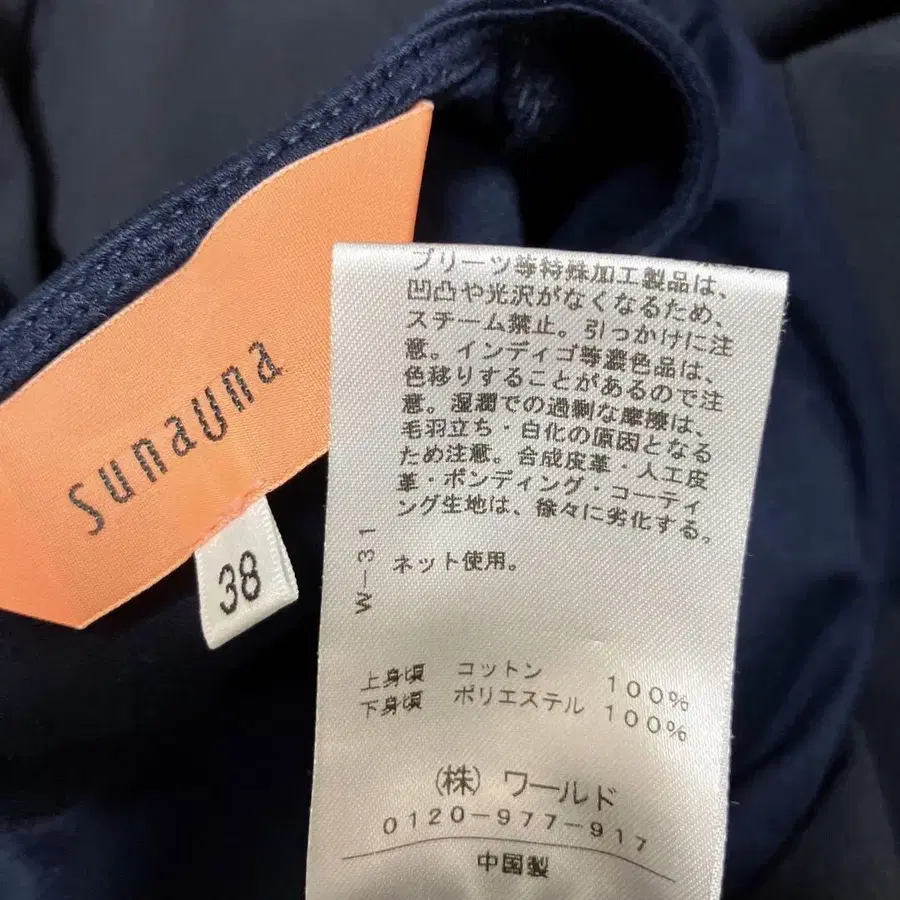 sunauna
38
プリーツ等特殊加工製品は、
凹凸や光沢がなくなるため、
スチーム禁止。引っかけに注
意。インディゴ等濃色品は、
色移りすることがあるので注
意。湿潤での過剰な摩擦は、
毛羽立ち・白化の原因となる
ため注意。合成皮革・人工皮
革・ボンディング・コーティ
ング生地は、徐々に劣化する。
W-31
ネット使用。
上身頃 コットン 100%
下身頃 ポリエステル 100%
(株) ワールド
0120-977-917
中国製